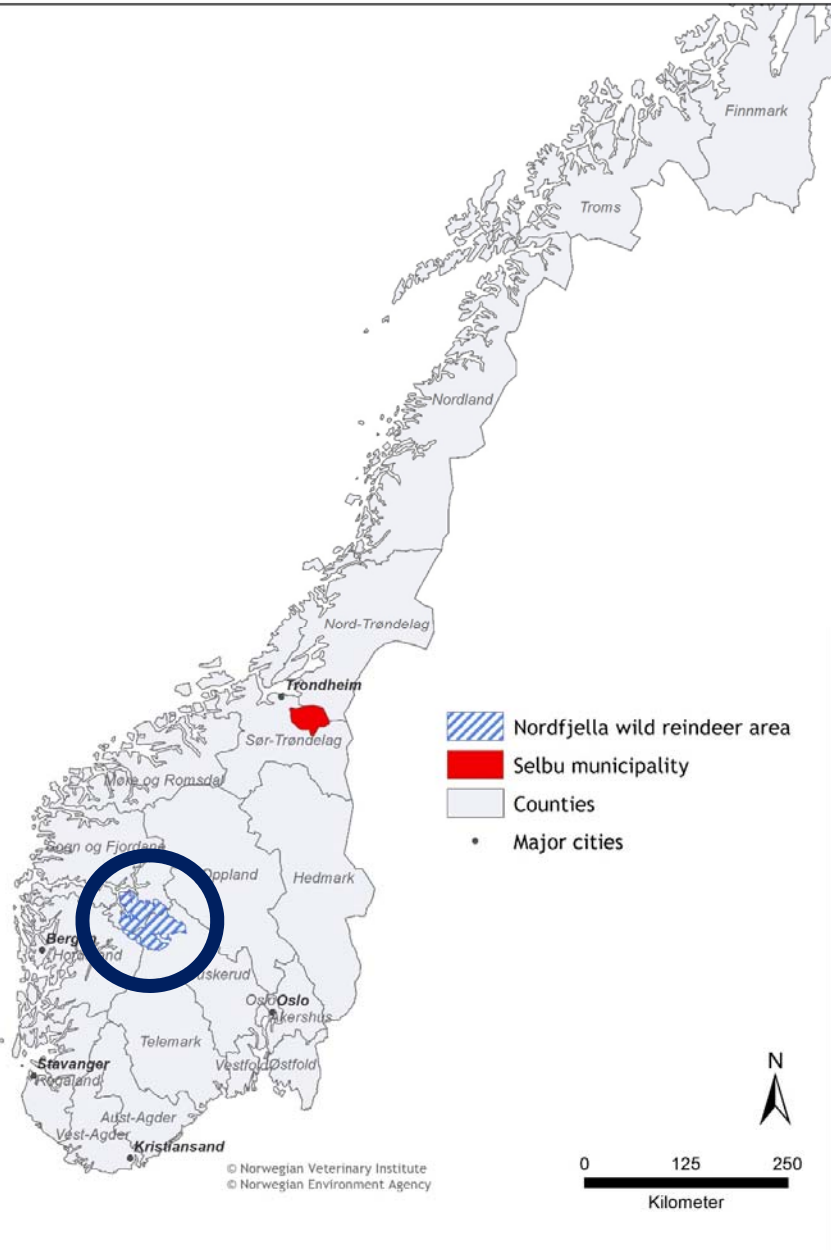 Finnmark
Troms
Nordland
Nord-Trøndelag
Trondheim
Sør-Trøndelag
Møre og Romsdal
Nordfjella wild reindeer area
Selbu municipality
Counties
Major cities
Sogn og Fjordane
Oppland
Hedmark
Bergen
Hordaland
Buskerud
Oslo Oslo
Akershus
Telemark
Stavanger
Rogaland
Vestfold Østfold
Aust-Agder
Vest-Agder
Kristiansand
N
© Norwegian Veterinary Institute
© Norwegian Environment Agency
0 125 250
Kilometer